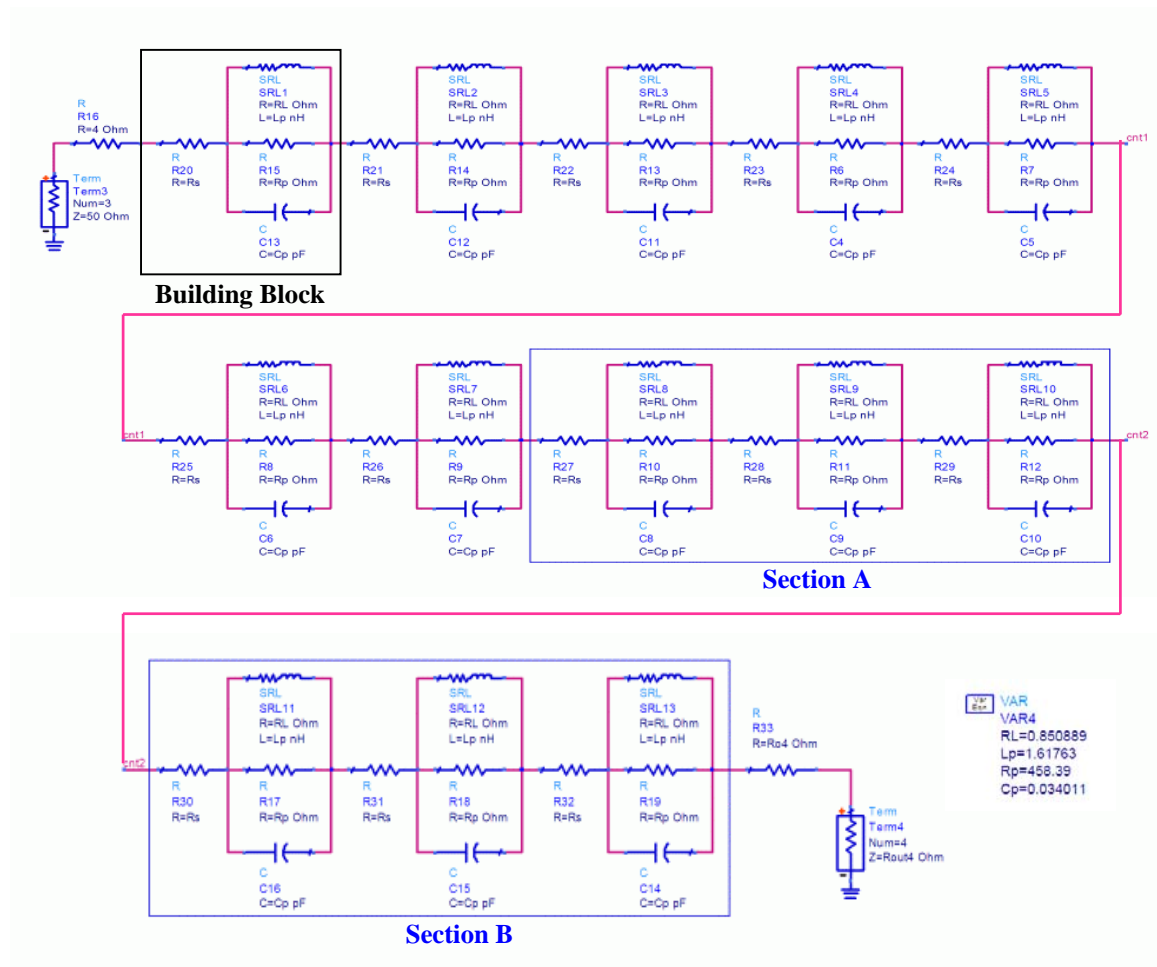 SRL SRL SRL SRL SRL
SRL1 SRL2 SRL3 SRL4 SRL5
R=RL Ohm R=RL Ohm R=RL Ohm R=RL Ohm R=RL Ohm
L=Lp nH L=Lp nH L=Lp nH L=Lp nH L=Lp nH
R
R16
R=4 Ohm
cnt1
R R R R R R R R R R
R20 R15 R21 R14 R22 R13 R23 R6 R24 R7
R=Rs R=Rp Ohm R=Rs R=Rp Ohm R=Rs R=Rp Ohm R=Rs R=Rp Ohm R=Rs R=Rp Ohm
Term
Term3
Num=3
Z=50 Ohm
C C C C C
C13 C12 C11 C4 C5
C=Cp pF C=Cp pF C=Cp pF C=Cp pF C=Cp pF
Building Block
SRL SRL SRL SRL SRL
SRL6 SRL7 SRL8 SRL9 SRL10
R=RL Ohm R=RL Ohm R=RL Ohm R=RL Ohm R=RL Ohm
L=Lp nH L=Lp nH L=Lp nH L=Lp nH L=Lp nH
cnt1 cnt2
R R R R R R R R R R
R25 R8 R26 R9 R27 R10 R28 R11 R29 R12
R=Rs R=Rp Ohm R=Rs R=Rp Ohm R=Rs R=Rp Ohm R=Rs R=Rp Ohm R=Rs R=Rp Ohm
C C C C C
C6 C7 C8 C9 C10
C=Cp pF C=Cp pF C=Cp pF C=Cp pF C=Cp pF
Section A
SRL SRL SRL
SRL11 SRL12 SRL13
R=RL Ohm R=RL Ohm R=RL Ohm
L=Lp nH L=Lp nH L=Lp nH
R
R33
R=Ro4 Ohm
cnt2
R R R R R R
R30 R17 R31 R18 R32 R19
R=Rs R=Rp Ohm R=Rs R=Rp Ohm R=Rs R=Rp Ohm
C C C
C16 C15 C14
C=Cp pF C=Cp pF C=Cp pF
Term
Term4
Num=4
Z=Rout4 Ohm
Var
Eqn
VAR
VAR4
RL=0.850889
Lp=1.61763
Rp=458.39
Cp=0.034011
Section B